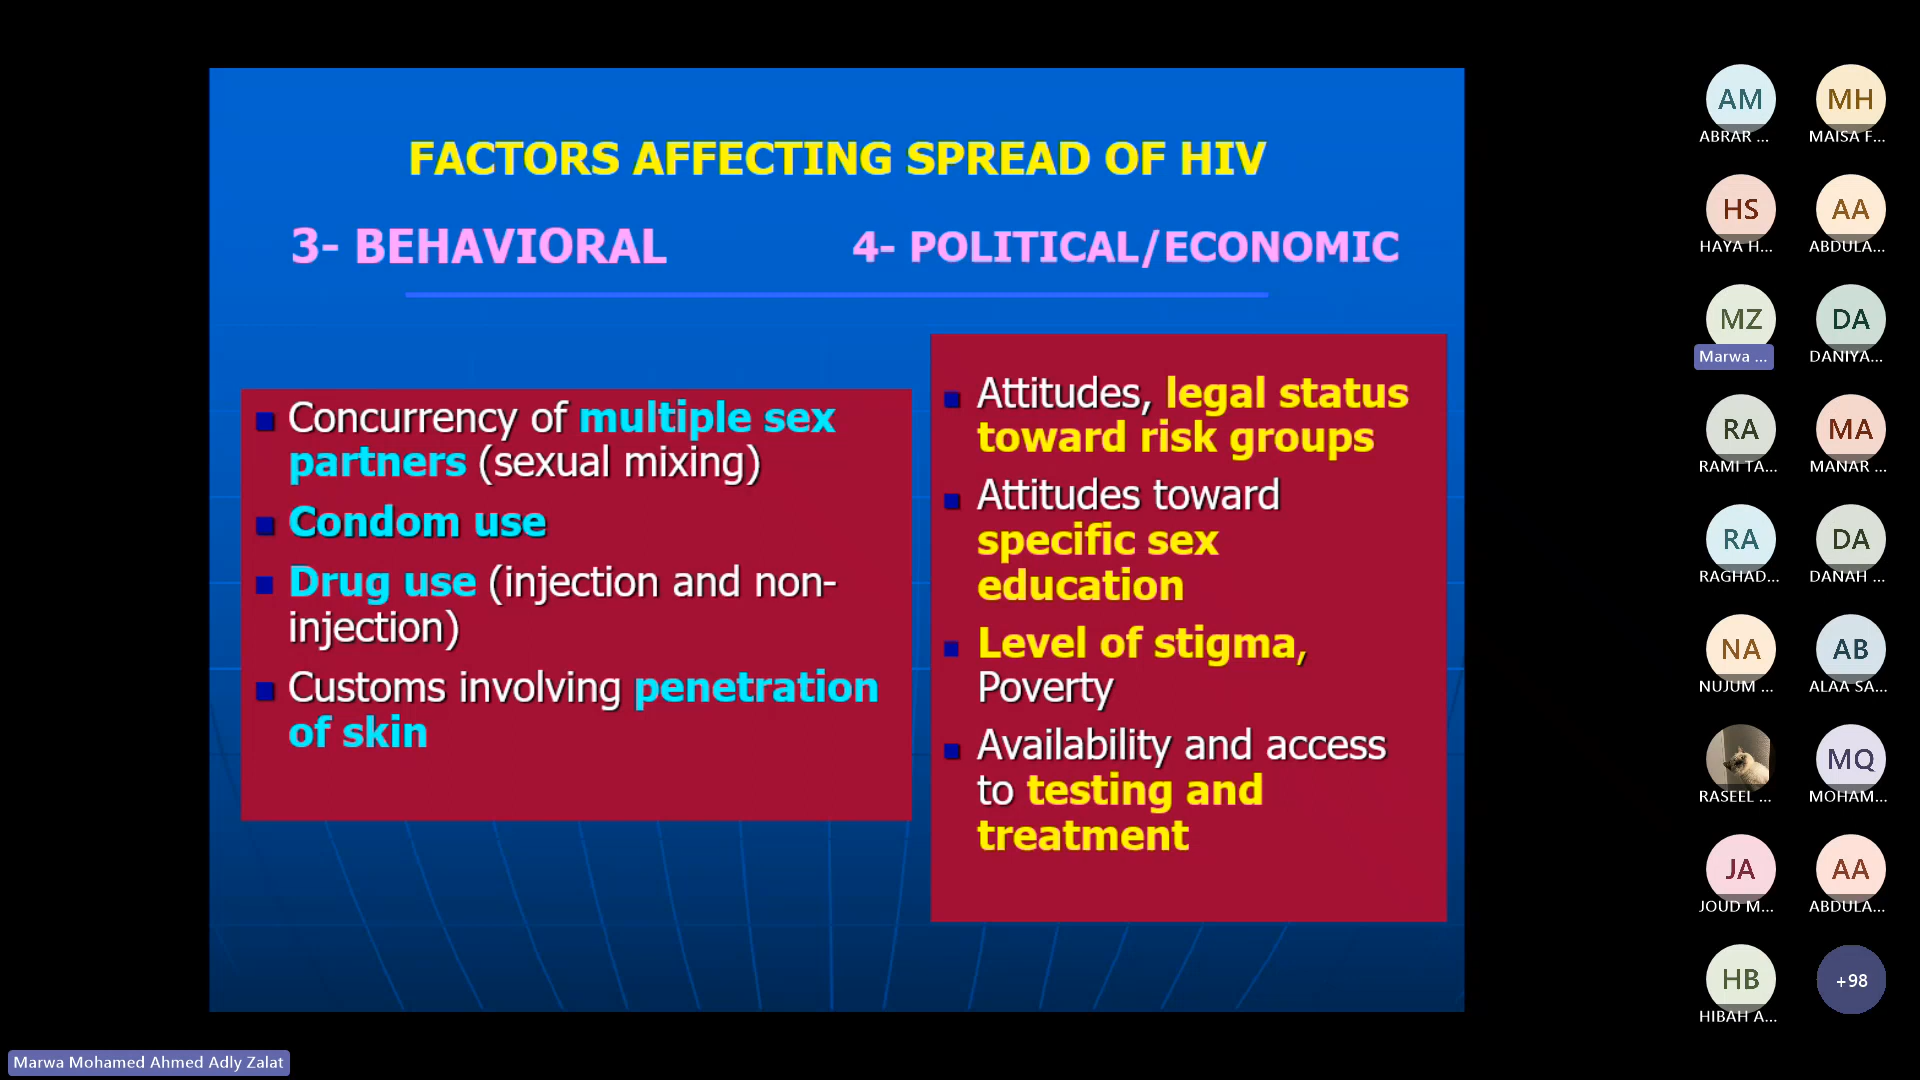 FACTORS AFFECTING SPREAD OF HIV
3- BEHAVIORAL
4- POLITICAL/ECONOMIC
Concurrency of multiple sex
partners (sexual mixing)
Condom use
Drug use (injection and non-
injection)
Customs involving penetration
of skin
Attitudes, legal status
toward risk groups
Attitudes toward
specific sex
education
Level of stigma,
Poverty
Availability and access
to testing and
treatment
AM
ABRAR ...
MH
MAISA F...
HS
HAYA H...
AA
ABDULA...
MZ
Marwa ...
DA
DANIYA...
RA
RAMI TA...
MA
MANAR ...
RA
RAGHAD...
DA
DANAH ...
NA
NUJUM ...
AB
ALAA SA...
RASEEL ...
MQ
MOHAM...
JA
JOUD M...
AA
ABDULA...
HB
HIBAH A...
+98
Marwa Mohamed Ahmed Adly Zalat